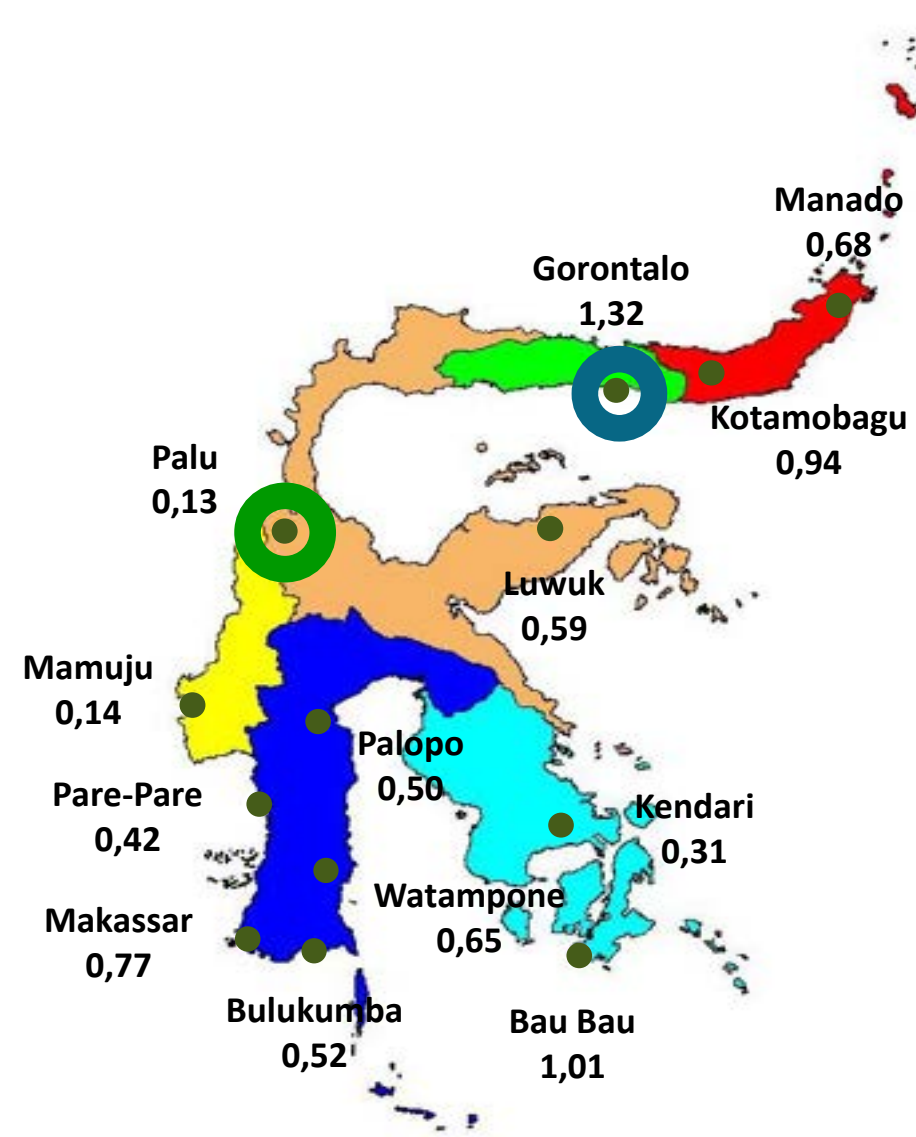 Manado
0,68
Gorontalo
1,32
Kotamobagu
0,94
Palu
0,13
Luwuk
0,59
Mamuju
0,14
Palopo
0,50
Pare-Pare
0,42
Kendari
0,31
Watampone
0,65
Makassar
0,77
Bulukumba
0,52
Bau Bau
1,01